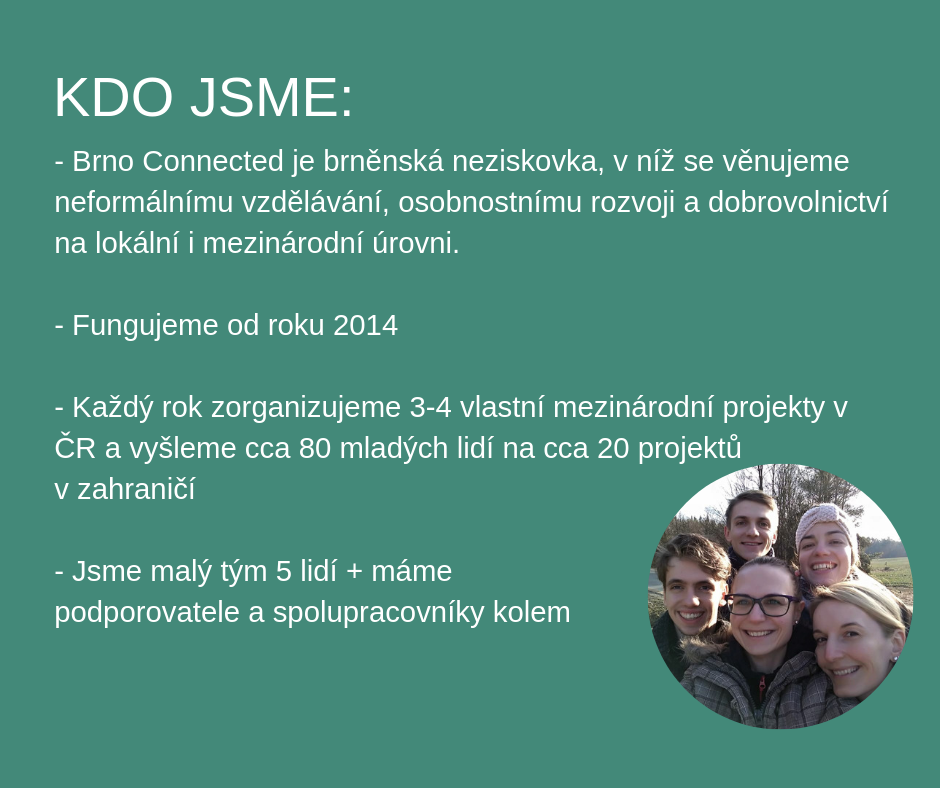 KDO JSME:
- Brno Connected je brněnská neziskovka, v níž se věnujeme
neformálnímu vzdělávání, osobnostnímu rozvoji a dobrovolnictví
na lokální i mezinárodní úrovni.
- Fungujeme od roku 2014
- Každý rok zorganizujeme 3-4 vlastní mezinárodní projekty v
ČR a vyšleme cca 80 mladých lidí na cca 20 projektů
v zahraničí
- Jsme malý tým 5 lidí + máme
podporovatele a spolupracovníky kolem